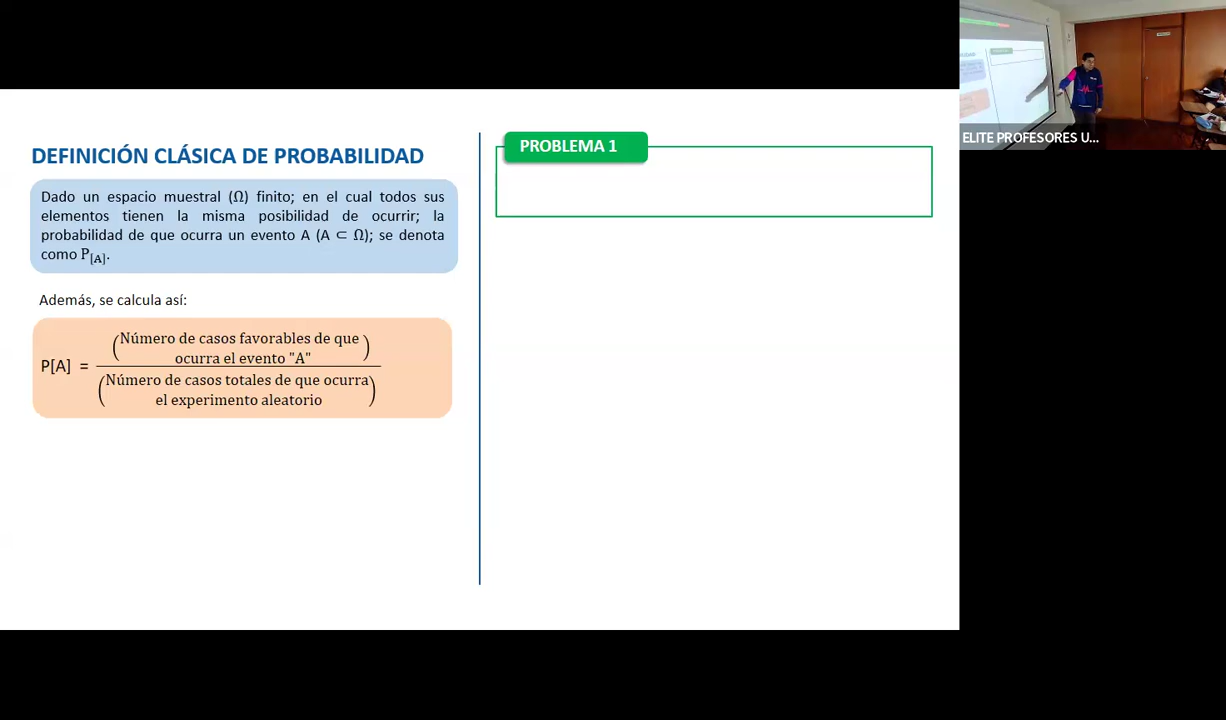 DEFINICIÓN CLÁSICA DE PROBABILIDAD
Dado un espacio muestral (Ω) finito; en el cual todos sus
elementos tienen la misma posibilidad de ocurrir; la
probabilidad de que ocurra un evento A (A ⊂ Ω); se denota
como P[A].
Además, se calcula así:
P[A] =
(Número de casos favorables de que
ocurra el evento "A")
(Número de casos totales de que ocurra
el experimento aleatorio)
PROBLEMA 1
ELITE PROFESORES U...